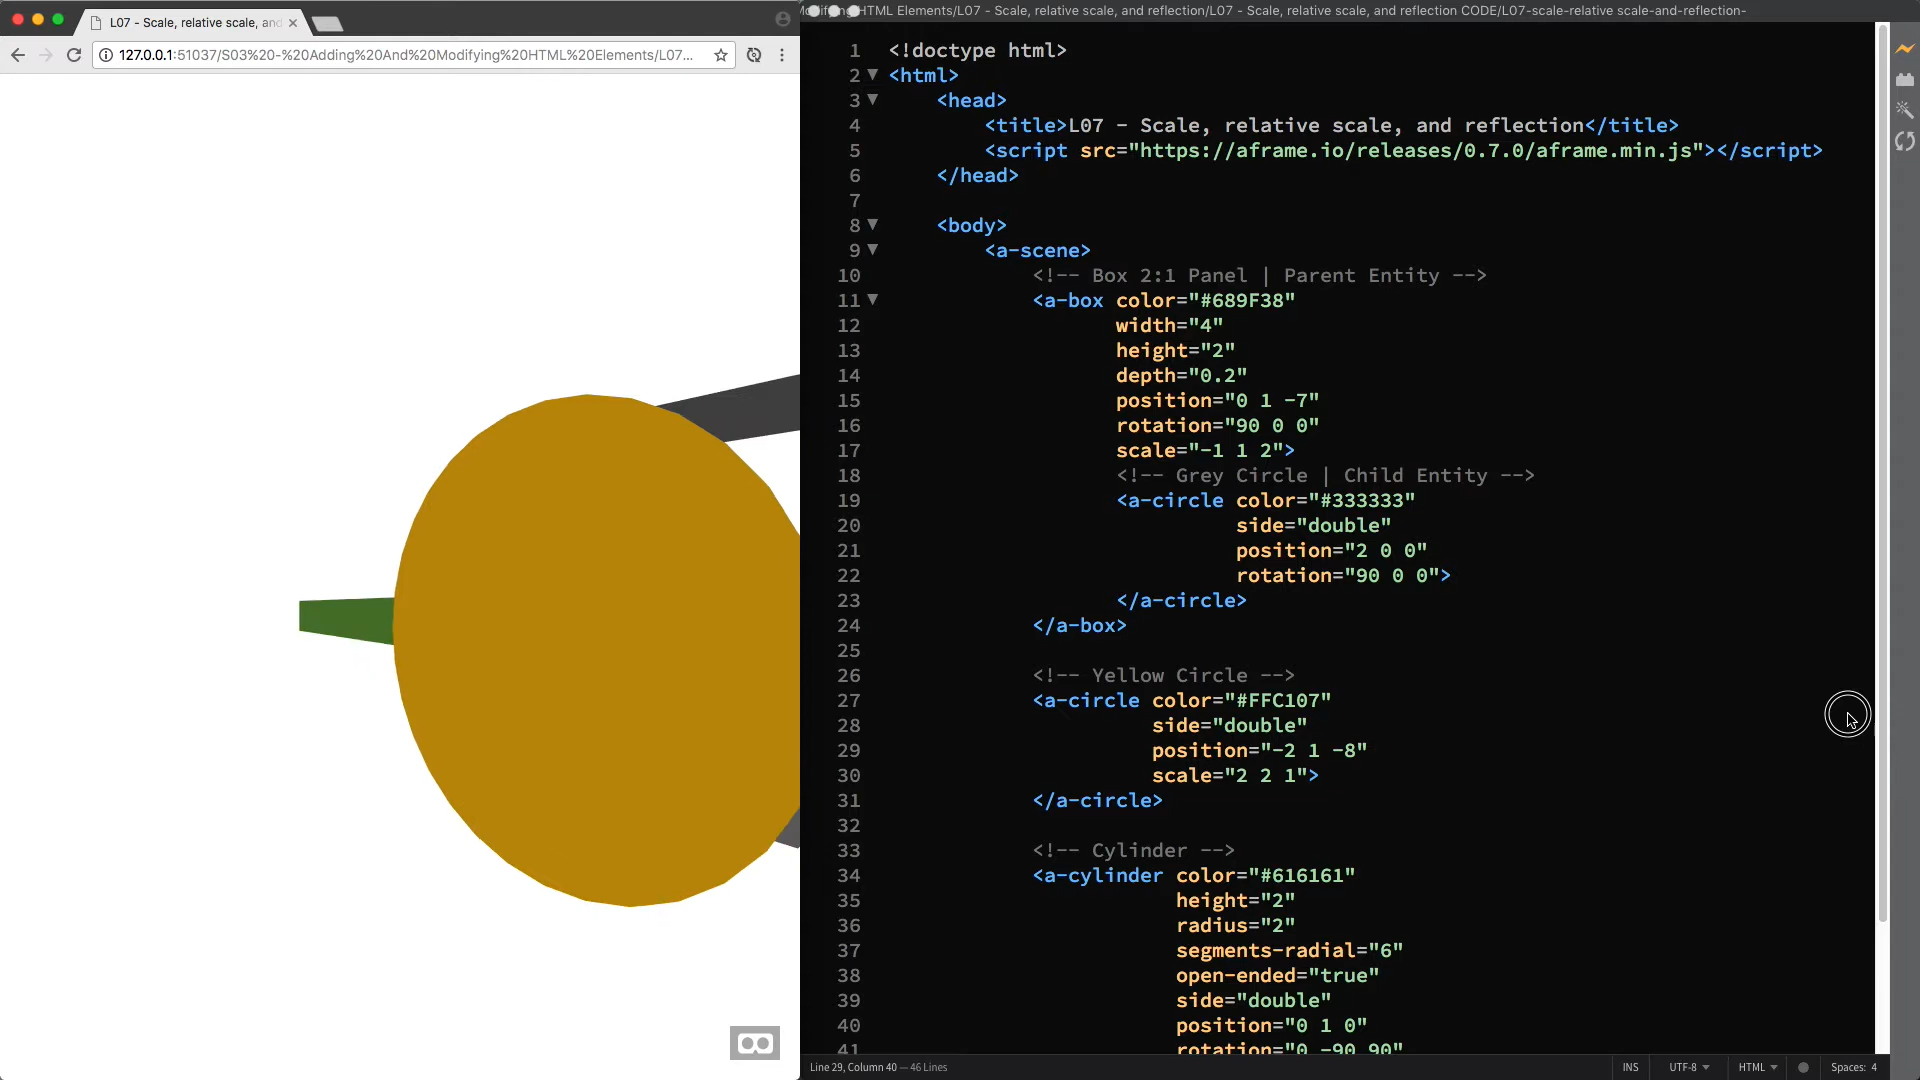 L07 - Scale, relative scale, and
127.0.0.1:51037/S03%20-%20Adding%20And%20Modifying%20HTML%20Elements/L07...
HTML Elements/L07 - Scale, relative scale, and reflection/L07 - Scale, relative scale, and reflection CODE/L07-scale-relative scale-and-reflection-
1 <!doctype html>
2 <html>
3 <head>
4 <title>L07 - Scale, relative scale, and reflection</title>
5 <script src="https://aframe.io/releases/0.7.0/aframe.min.js"></script>
6 </head>
7
8 <body>
9 <a-scene>
10 <!-- Box 2:1 Panel | Parent Entity -->
11 <a-box color="#689F38"
12 width="4"
13 height="2"
14 depth="0.2"
15 position="0 1 -7"
16 rotation="90 0 0"
17 scale="-1 1 2">
18 <!-- Grey Circle | Child Entity -->
19 <a-circle color="#333333"
20 side="double"
21 position="2 0 0"
22 rotation="90 0 0">
23 </a-circle>
24 </a-box>
25
26 <!-- Yellow Circle -->
27 <a-circle color="#FFC107"
28 side="double"
29 position="-2 1 -8"
30 scale="2 2 1">
31 </a-circle>
32
33 <!-- Cylinder -->
34 <a-cylinder color="#616161"
35 height="2"
36 radius="2"
37 segments-radial="6"
38 open-ended="true"
39 side="double"
40 position="0 1 0"
41 rotation="0 -90 90"
Line 29, Column 40 — 46 Lines
INS UTF-8 HTML Spaces: 4